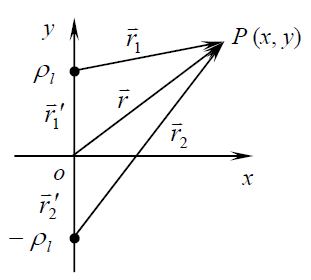 y
r⃗₁
P (x, y)
ρₗ
r⃗₁′
r⃗
r⃗₂
o
x
r⃗₂′
− ρₗ